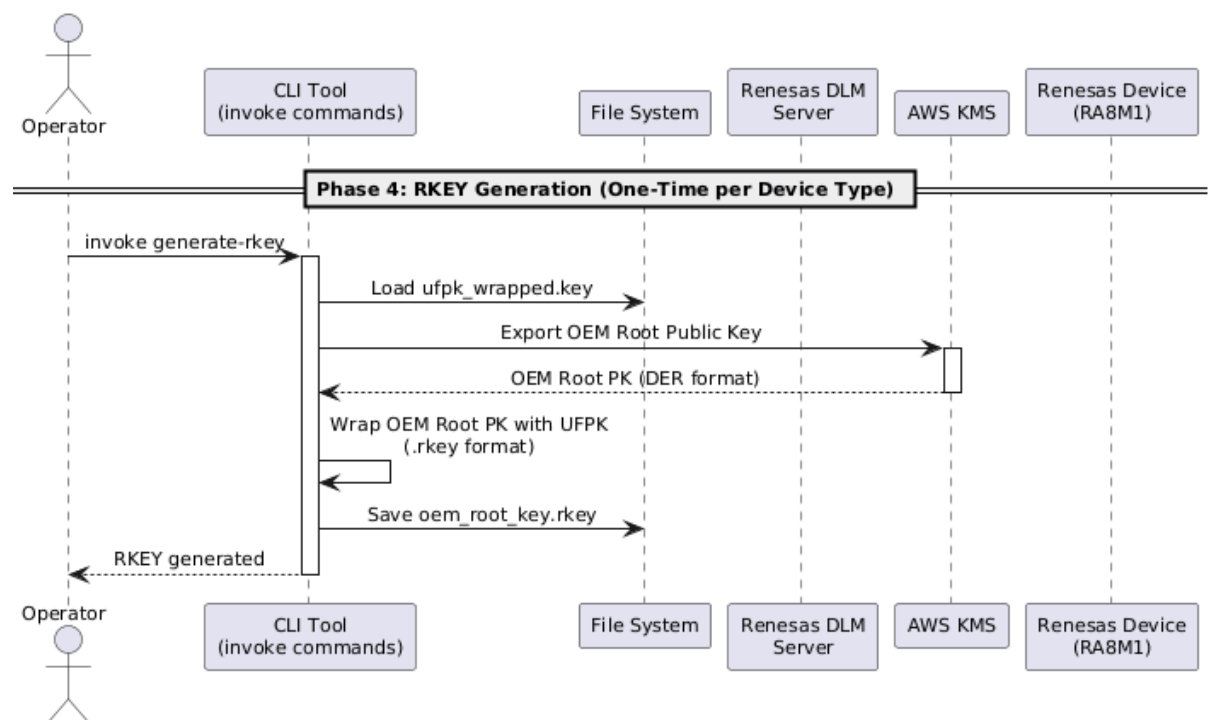 Operator
CLI Tool
(invoke commands)
File System
Renesas DLM
Server
AWS KMS
Renesas Device
(RA8M1)
Phase 4: RKEY Generation (One-Time per Device Type)
invoke generate-rkey
Load ufpk_wrapped.key
Export OEM Root Public Key
OEM Root PK (DER format)
Wrap OEM Root PK with UFPK
(.rkey format)
Save oem_root_key.rkey
RKEY generated
Operator
CLI Tool
(invoke commands)
File System
Renesas DLM
Server
AWS KMS
Renesas Device
(RA8M1)